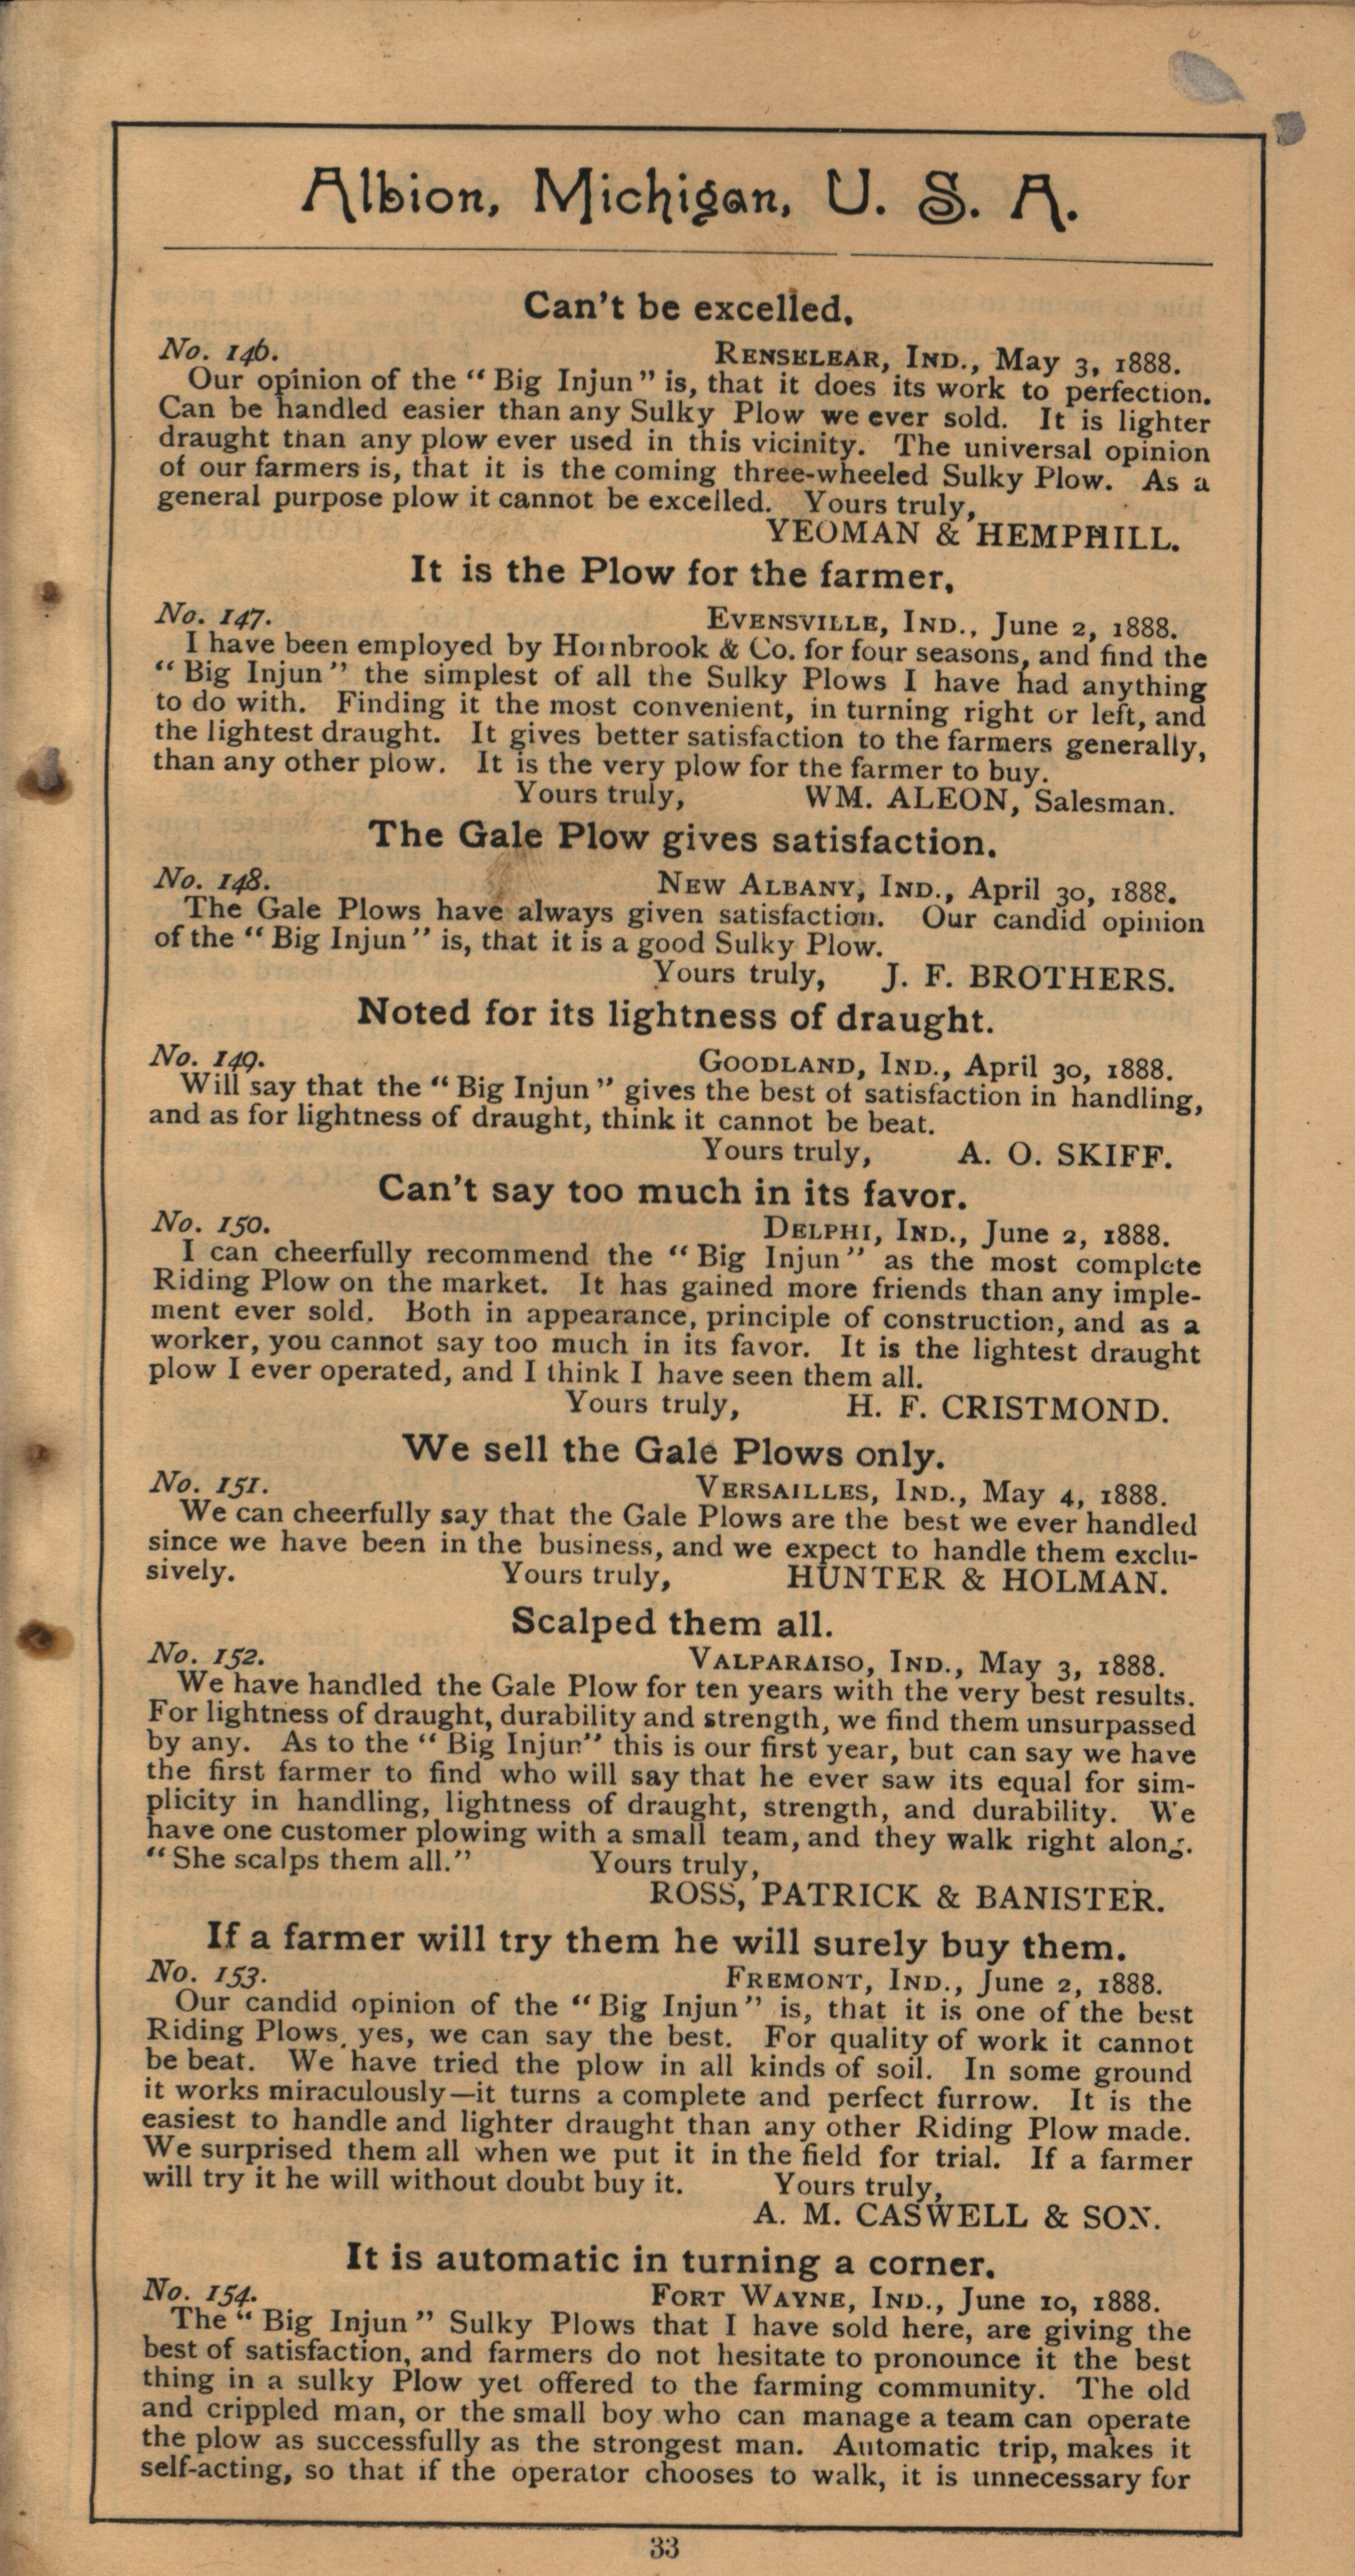 Albion, Michigan, U. S. A.
Can't be excelled.
No. 146. RENSELEAR, IND., May 3, 1888.
Our opinion of the "Big Injun" is, that it does its work to perfection.
Can be handled easier than any Sulky Plow we ever sold. It is lighter
draught than any plow ever used in this vicinity. The universal opinion
of our farmers is, that it is the coming three-wheeled Sulky Plow. As a
general purpose plow it cannot be excelled. Yours truly,
YEOMAN & HEMPHILL.
It is the Plow for the farmer.
No. 147. EVENSVILLE, IND., June 2, 1888.
I have been employed by Hornbrook & Co. for four seasons, and find the
"Big Injun" the simplest of all the Sulky Plows I have had anything
to do with. Finding it the most convenient, in turning right or left, and
the lightest draught. It gives better satisfaction to the farmers generally,
than any other plow. It is the very plow for the farmer to buy.
Yours truly, WM. ALEON, Salesman.
The Gale Plow gives satisfaction.
No. 148. NEW ALBANY, IND., April 30, 1888.
The Gale Plows have always given satisfaction. Our candid opinion
of the "Big Injun" is, that it is a good Sulky Plow.
Yours truly, J. F. BROTHERS.
Noted for its lightness of draught.
No. 149. GOODLAND, IND., April 30, 1888.
Will say that the "Big Injun" gives the best of satisfaction in handling,
and as for lightness of draught, think it cannot be beat.
Yours truly, A. O. SKIFF.
Can't say too much in its favor.
No. 150. DELPHI, IND., June 2, 1888.
I can cheerfully recommend the "Big Injun" as the most complete
Riding Plow on the market. It has gained more friends than any imple-
ment ever sold. Both in appearance, principle of construction, and as a
worker, you cannot say too much in its favor. It is the lightest draught
plow I ever operated, and I think I have seen them all.
Yours truly, H. F. CRISTMOND.
We sell the Gale Plows only.
No. 151. VERSAILLES, IND., May 4, 1888.
We can cheerfully say that the Gale Plows are the best we ever handled
since we have been in the business, and we expect to handle them exclu-
sively. Yours truly, HUNTER & HOLMAN.
Scalped them all.
No. 152. VALPARAISO, IND., May 3, 1888.
We have handled the Gale Plow for ten years with the very best results.
For lightness of draught, durability and strength, we find them unsurpassed
by any. As to the "Big Injun" this is our first year, but can say we have
the first farmer to find who will say that he ever saw its equal for sim-
plicity in handling, lightness of draught, strength, and durability. We
have one customer plowing with a small team, and they walk right along.
"She scalps them all." Yours truly,
ROSS, PATRICK & BANISTER.
If a farmer will try them he will surely buy them.
No. 153. FREMONT, IND., June 2, 1888.
Our candid opinion of the "Big Injun" is, that it is one of the best
Riding Plows, yes, we can say the best. For quality of work it cannot
be beat. We have tried the plow in all kinds of soil. In some ground
it works miraculously—it turns a complete and perfect furrow. It is the
easiest to handle and lighter draught than any other Riding Plow made.
We surprised them all when we put it in the field for trial. If a farmer
will try it he will without doubt buy it. Yours truly,
A. M. CASWELL & SON.
It is automatic in turning a corner.
No. 154. FORT WAYNE, IND., June 10, 1888.
The "Big Injun" Sulky Plows that I have sold here, are giving the
best of satisfaction, and farmers do not hesitate to pronounce it the best
thing in a sulky Plow yet offered to the farming community. The old
and crippled man, or the small boy who can manage a team can operate
the plow as successfully as the strongest man. Automatic trip, makes it
self-acting, so that if the operator chooses to walk, it is unnecessary for
33